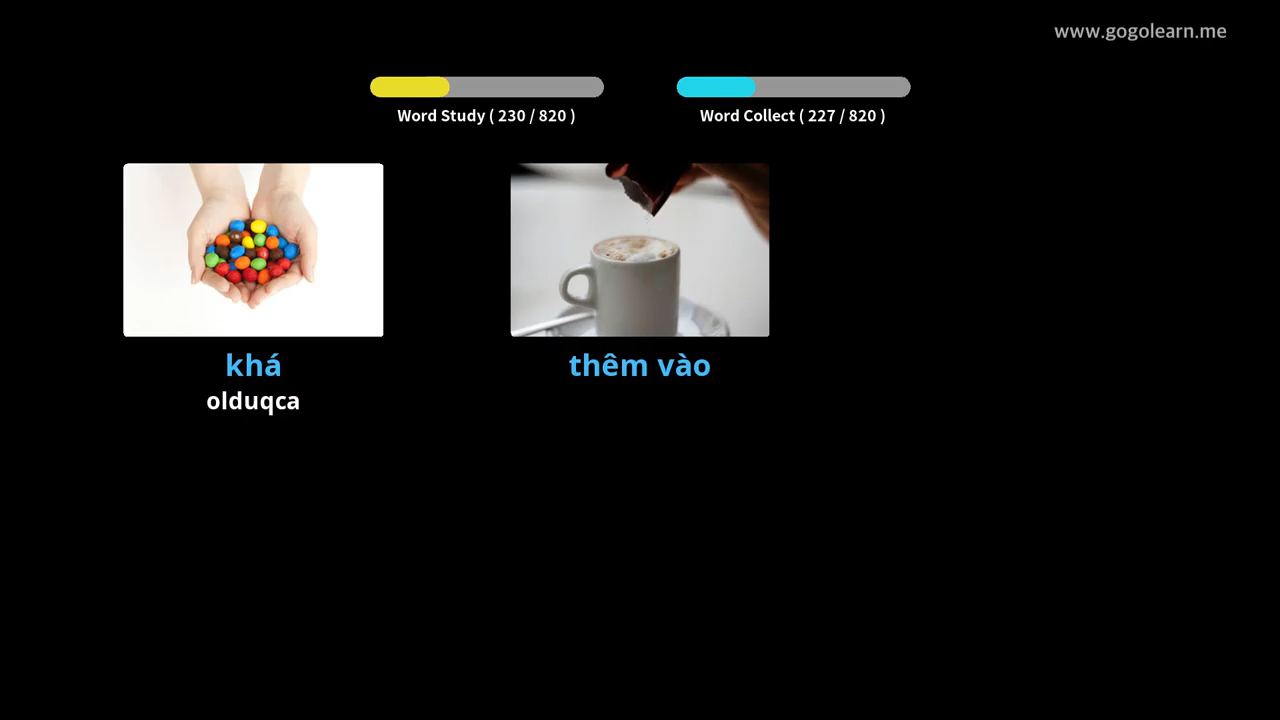 www.gogolearn.me
Word Study ( 230 / 820 )
Word Collect ( 227 / 820 )
khá
olduqca
thêm vào